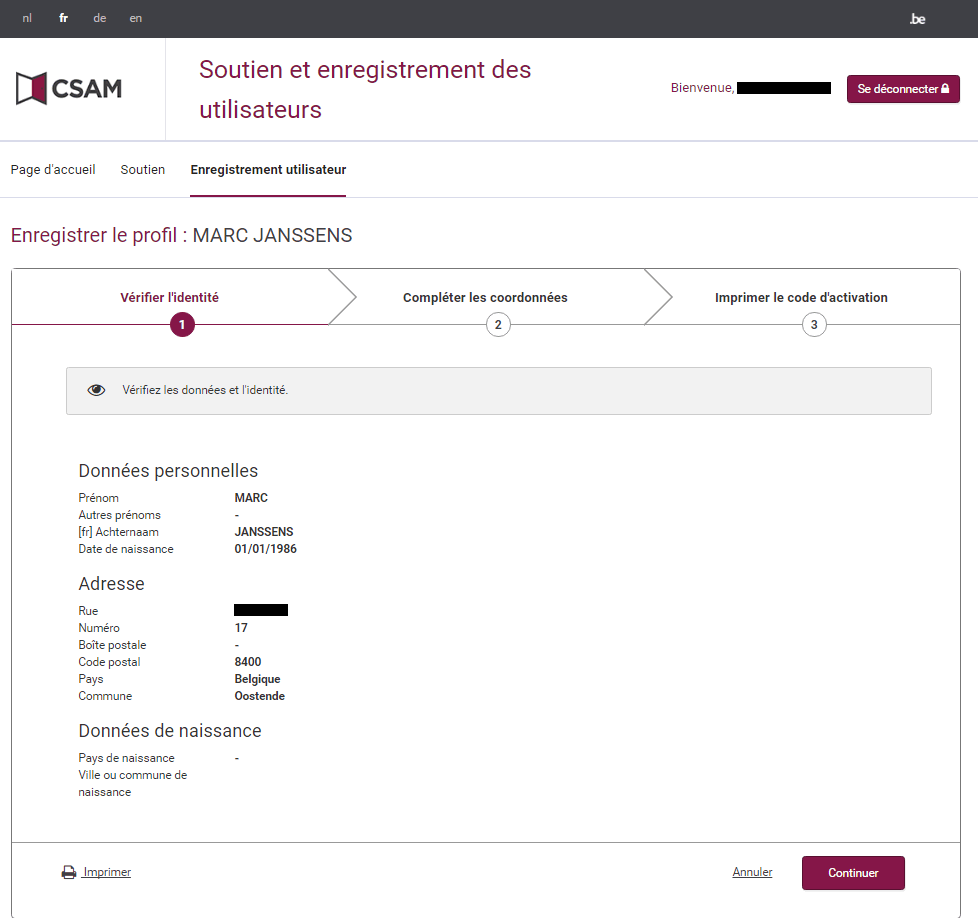 nl fr de en .be
CSAM
Soutien et enregistrement des
utilisateurs
Bienvenue,
Se déconnecter
Page d'accueil Soutien Enregistrement utilisateur
Enregistrer le profil : MARC JANSSENS
Vérifier l'identité Compléter les coordonnées Imprimer le code d'activation
1 2 3
Vérifiez les données et l'identité.
Données personnelles
Prénom MARC
Autres prénoms -
[fr] Achternaam JANSSENS
Date de naissance 01/01/1986
Adresse
Rue
Numéro 17
Boîte postale -
Code postal 8400
Pays Belgique
Commune Oostende
Données de naissance
Pays de naissance -
Ville ou commune de
naissance
Imprimer Annuler Continuer